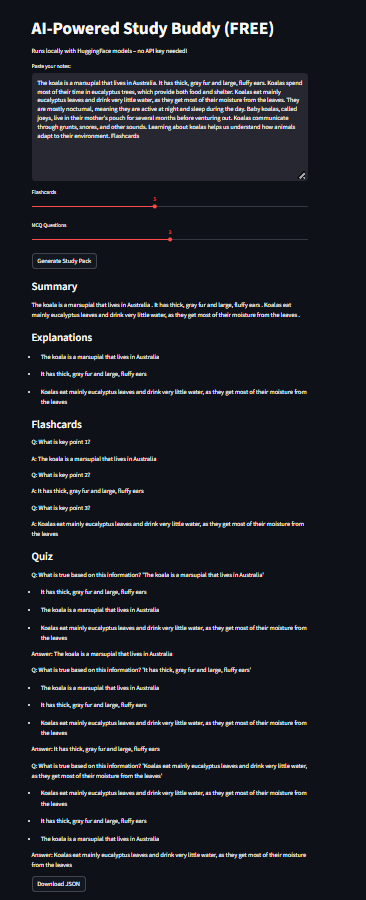 AI-Powered Study Buddy (FREE)
Runs locally with HuggingFace models – no API key needed!
Paste your notes:
The koala is a marsupial that lives in Australia. It has thick, gray fur and large, fluffy ears. Koalas spend
most of their time in eucalyptus trees, which provide both food and shelter. Koalas eat mainly
eucalyptus leaves and drink very little water, as they get most of their moisture from the leaves. They
are mostly nocturnal, meaning they are active at night and sleep during the day. Baby koalas, called
joeys, live in their mother's pouch for several months before venturing out. Koalas communicate
through grunts, snores, and other sounds. Learning about koalas helps us understand how animals
adapt to their environment. Flashcards
Flashcards
MCQ Questions
Generate Study Pack
Summary
The koala is a marsupial that lives in Australia . It has thick, gray fur and large, fluffy ears . Koalas eat
mainly eucalyptus leaves and drink very little water, as they get most of their moisture from the leaves .
Explanations
• The koala is a marsupial that lives in Australia
• It has thick, gray fur and large, fluffy ears
• Koalas eat mainly eucalyptus leaves and drink very little water, as they get most of their moisture from
the leaves
Flashcards
Q: What is key point 1?
A: The koala is a marsupial that lives in Australia
Q: What is key point 2?
A: It has thick, gray fur and large, fluffy ears
Q: What is key point 3?
A: Koalas eat mainly eucalyptus leaves and drink very little water, as they get most of their moisture from
the leaves
Quiz
Q: What is true based on this information? 'The koala is a marsupial that lives in Australia'
• It has thick, gray fur and large, fluffy ears
• The koala is a marsupial that lives in Australia
• Koalas eat mainly eucalyptus leaves and drink very little water, as they get most of their moisture from
the leaves
Answer: The koala is a marsupial that lives in Australia
Q: What is true based on this information? 'It has thick, gray fur and large, fluffy ears'
• The koala is a marsupial that lives in Australia
• It has thick, gray fur and large, fluffy ears
• Koalas eat mainly eucalyptus leaves and drink very little water, as they get most of their moisture from
the leaves
Answer: It has thick, gray fur and large, fluffy ears
Q: What is true based on this information? 'Koalas eat mainly eucalyptus leaves and drink very little water,
as they get most of their moisture from the leaves'
• Koalas eat mainly eucalyptus leaves and drink very little water, as they get most of their moisture from
the leaves
• It has thick, gray fur and large, fluffy ears
• The koala is a marsupial that lives in Australia
Answer: Koalas eat mainly eucalyptus leaves and drink very little water, as they get most of their moisture
from the leaves
Download JSON